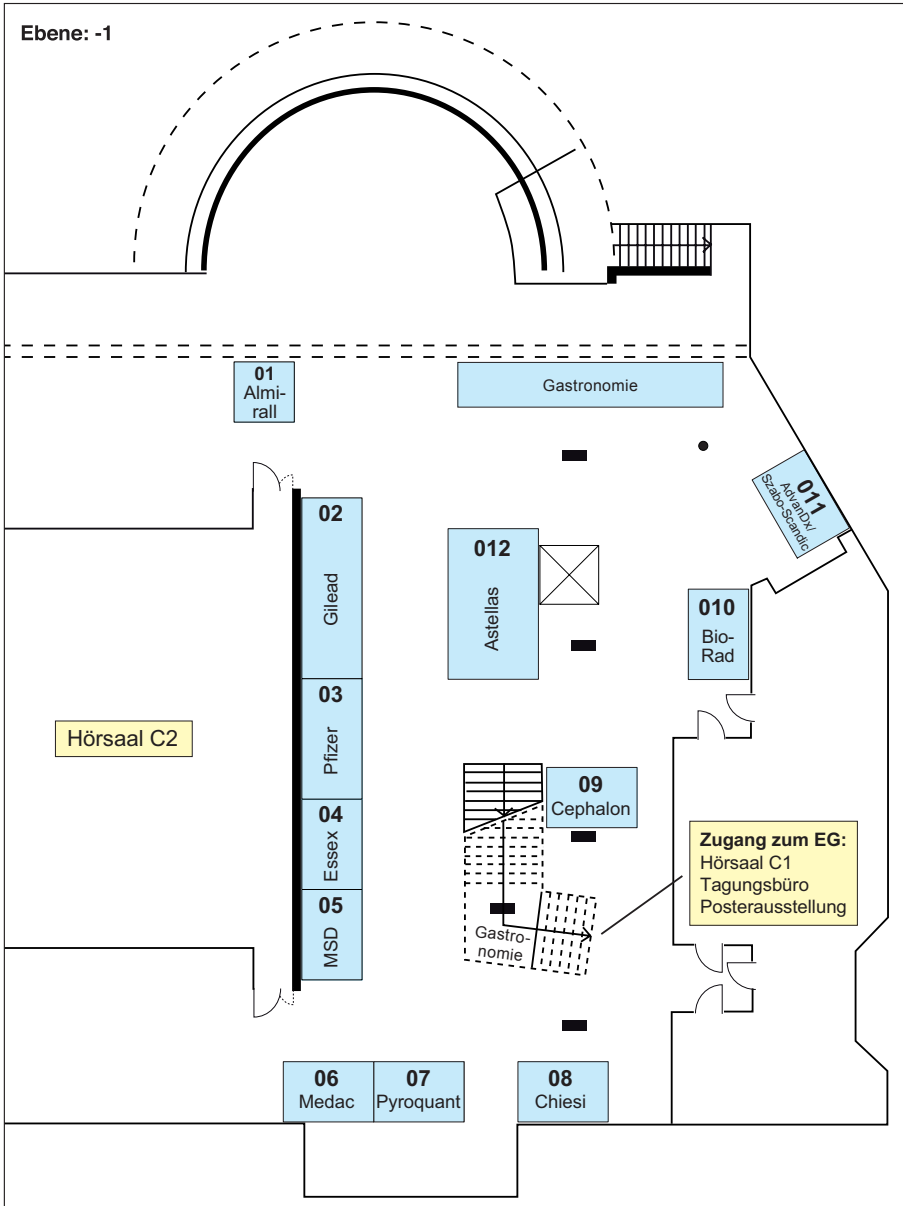 Ebene: -1
01
Almi-
rall
Gastronomie
011
AdvanDx/
Szabo-Scandic
02
Gilead
012
Astellas
010
Bio-
Rad
03
Pfizer
Hörsaal C2
09
Cephalon
04
Essex
Zugang zum EG:
Hörsaal C1
Tagungsbüro
Posterausstellung
05
MSD
Gastro-
nomie
06
Medac
07
Pyroquant
08
Chiesi